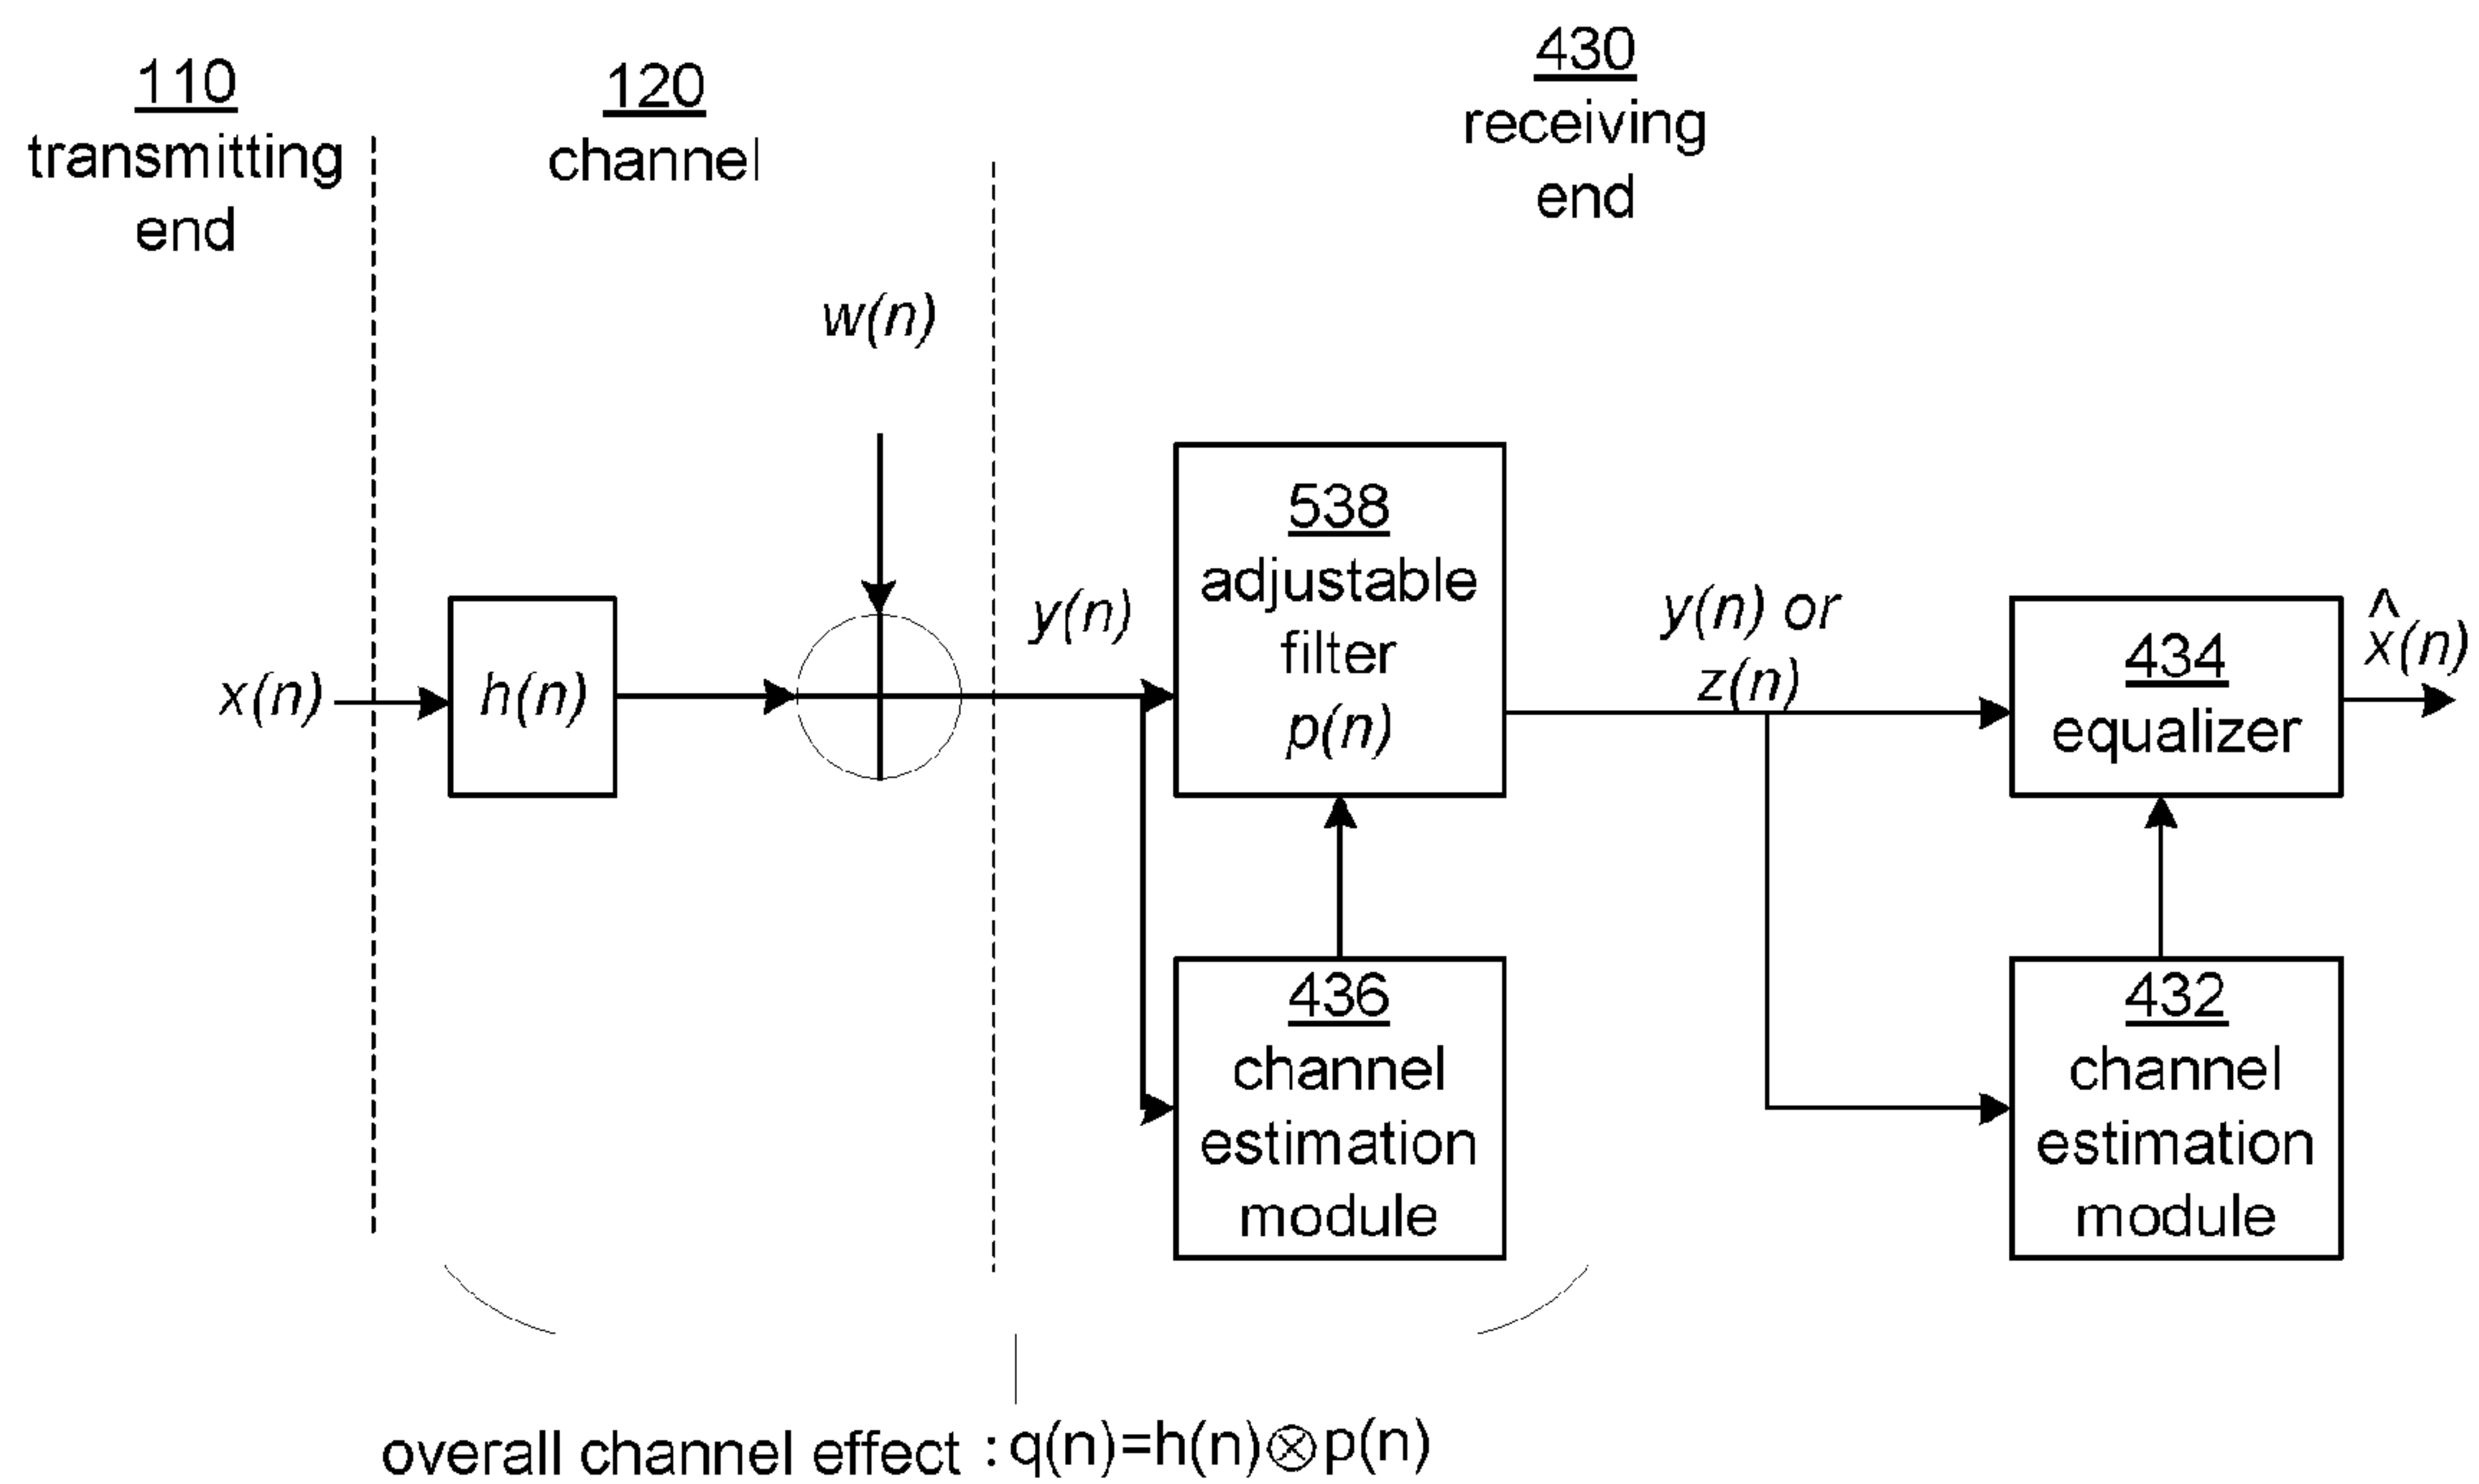 110
transmitting
end
120
channel
430
receiving
end
w(n)
x(n)
h(n)
y(n)
538
adjustable
filter
p(n)
y(n) or
z(n)
434
equalizer
x̂(n)
436
channel
estimation
module
432
channel
estimation
module
overall channel effect : q(n)=h(n)⊗p(n)